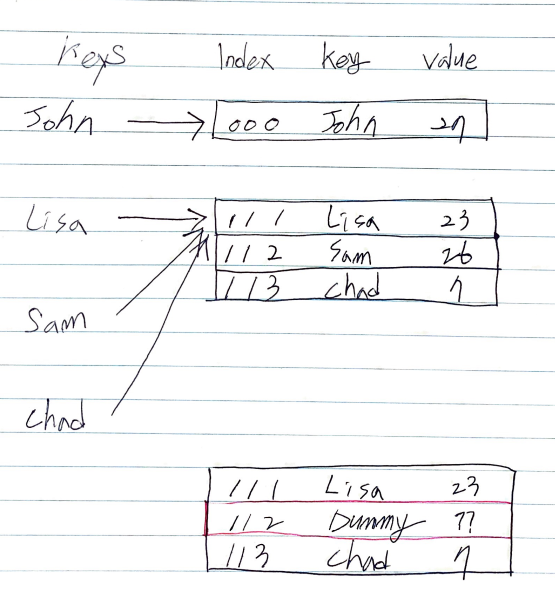 Keys Index key value
John 000 John 27
Lisa 111 Lisa 23
112 Sam 26
113 chad 7
Sam
chad
111 Lisa 23
112 Dummy ??
113 chad 7